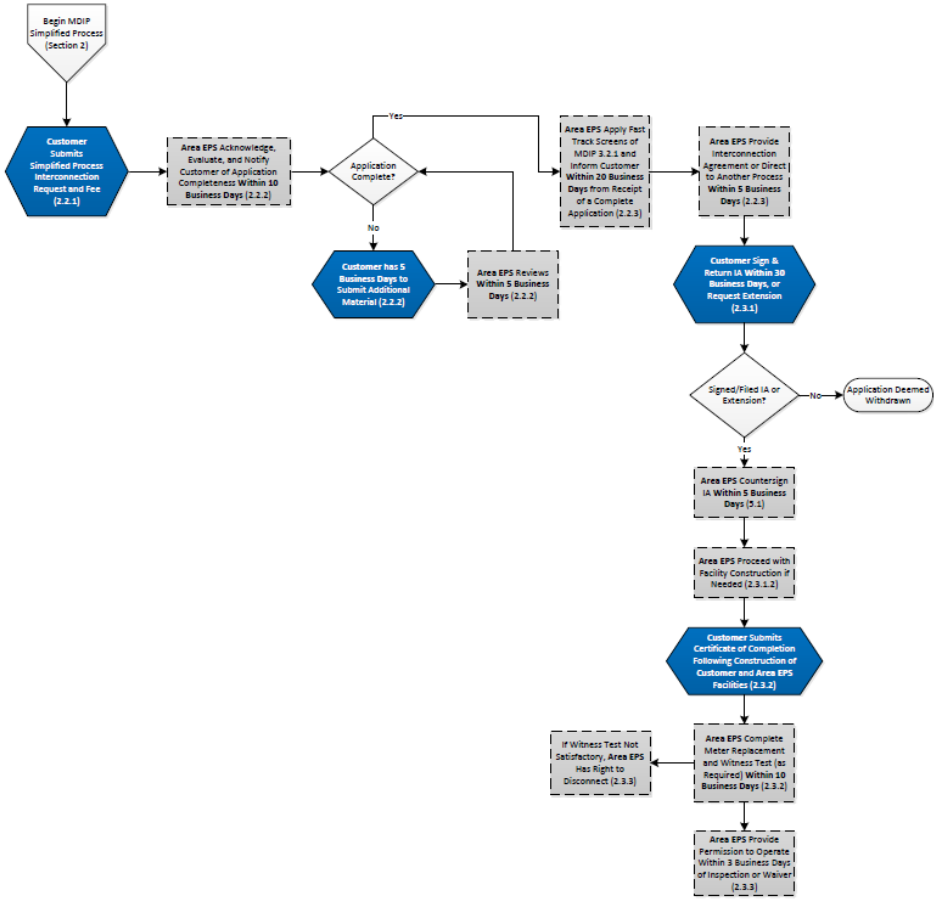 Begin MDIP
Simplified Process
(Section 2)
Customer
Submits
Simplified Process
Interconnection
Request and Fee
(2.2.1)
Area EPS Acknowledge,
Evaluate, and Notify
Customer of Application
Completeness Within 10
Business Days (2.2.2)
Application
Complete?
Yes
No
Customer has 5
Business Days to
Submit Additional
Material (2.2.2)
Area EPS Reviews
Within 5 Business
Days (2.2.2)
Area EPS Apply Fast
Track Screens of
MDIP 3.2.1 and
Inform Customer
Within 20 Business
Days from Receipt
of a Complete
Application (2.2.3)
Area EPS Provide
Interconnection
Agreement or Direct
to Another Process
Within 5 Business
Days (2.2.3)
Customer Sign &
Return IA Within 30
Business Days, or
Request Extension
(2.3.1)
Signed/Filed IA or
Extension?
No
Application Deemed
Withdrawn
Yes
Area EPS Countersign
IA Within 5 Business
Days (5.1)
Area EPS Proceed with
Facility Construction if
Needed (2.3.1.2)
Customer Submits
Certificate of Completion
Following Construction of
Customer and Area EPS
Facilities (2.3.2)
Area EPS Complete
Meter Replacement
and Witness Test (as
Required) Within 10
Business Days (2.3.2)
If Witness Test Not
Satisfactory, Area EPS
Has Right to
Disconnect (2.3.3)
Area EPS Provide
Permission to Operate
Within 3 Business Days
of Inspection or Waiver
(2.3.3)